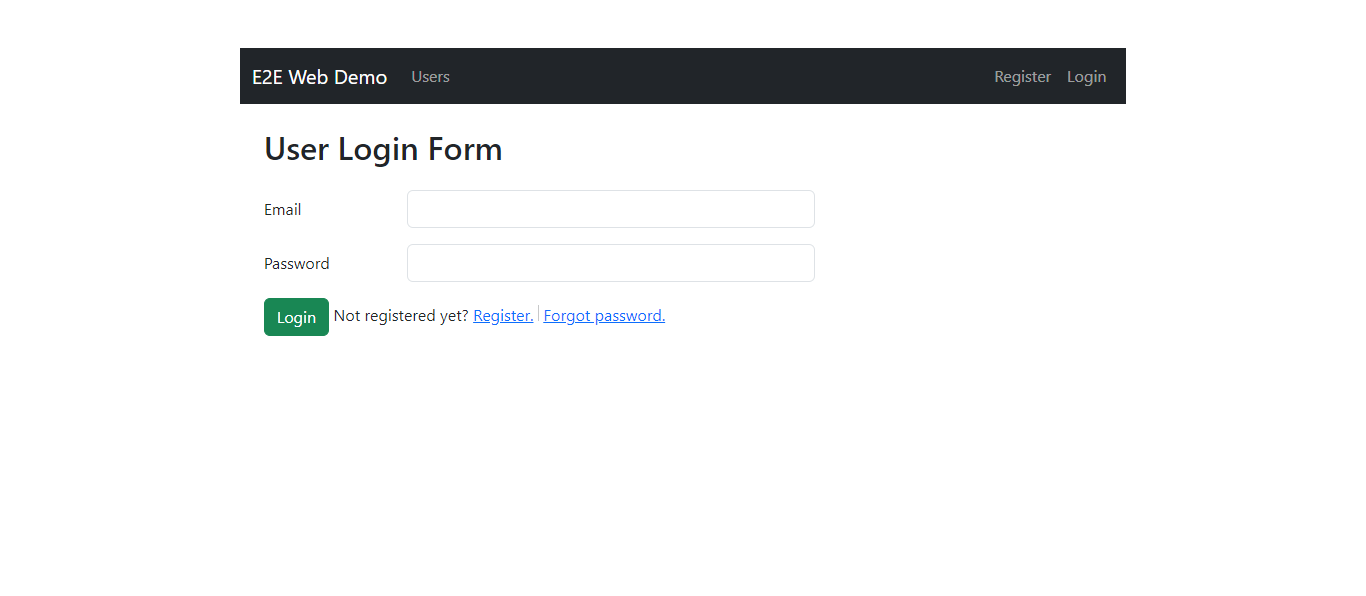 E2E Web Demo Users Register Login
User Login Form
Email
Password
Login Not registered yet? Register. Forgot password.